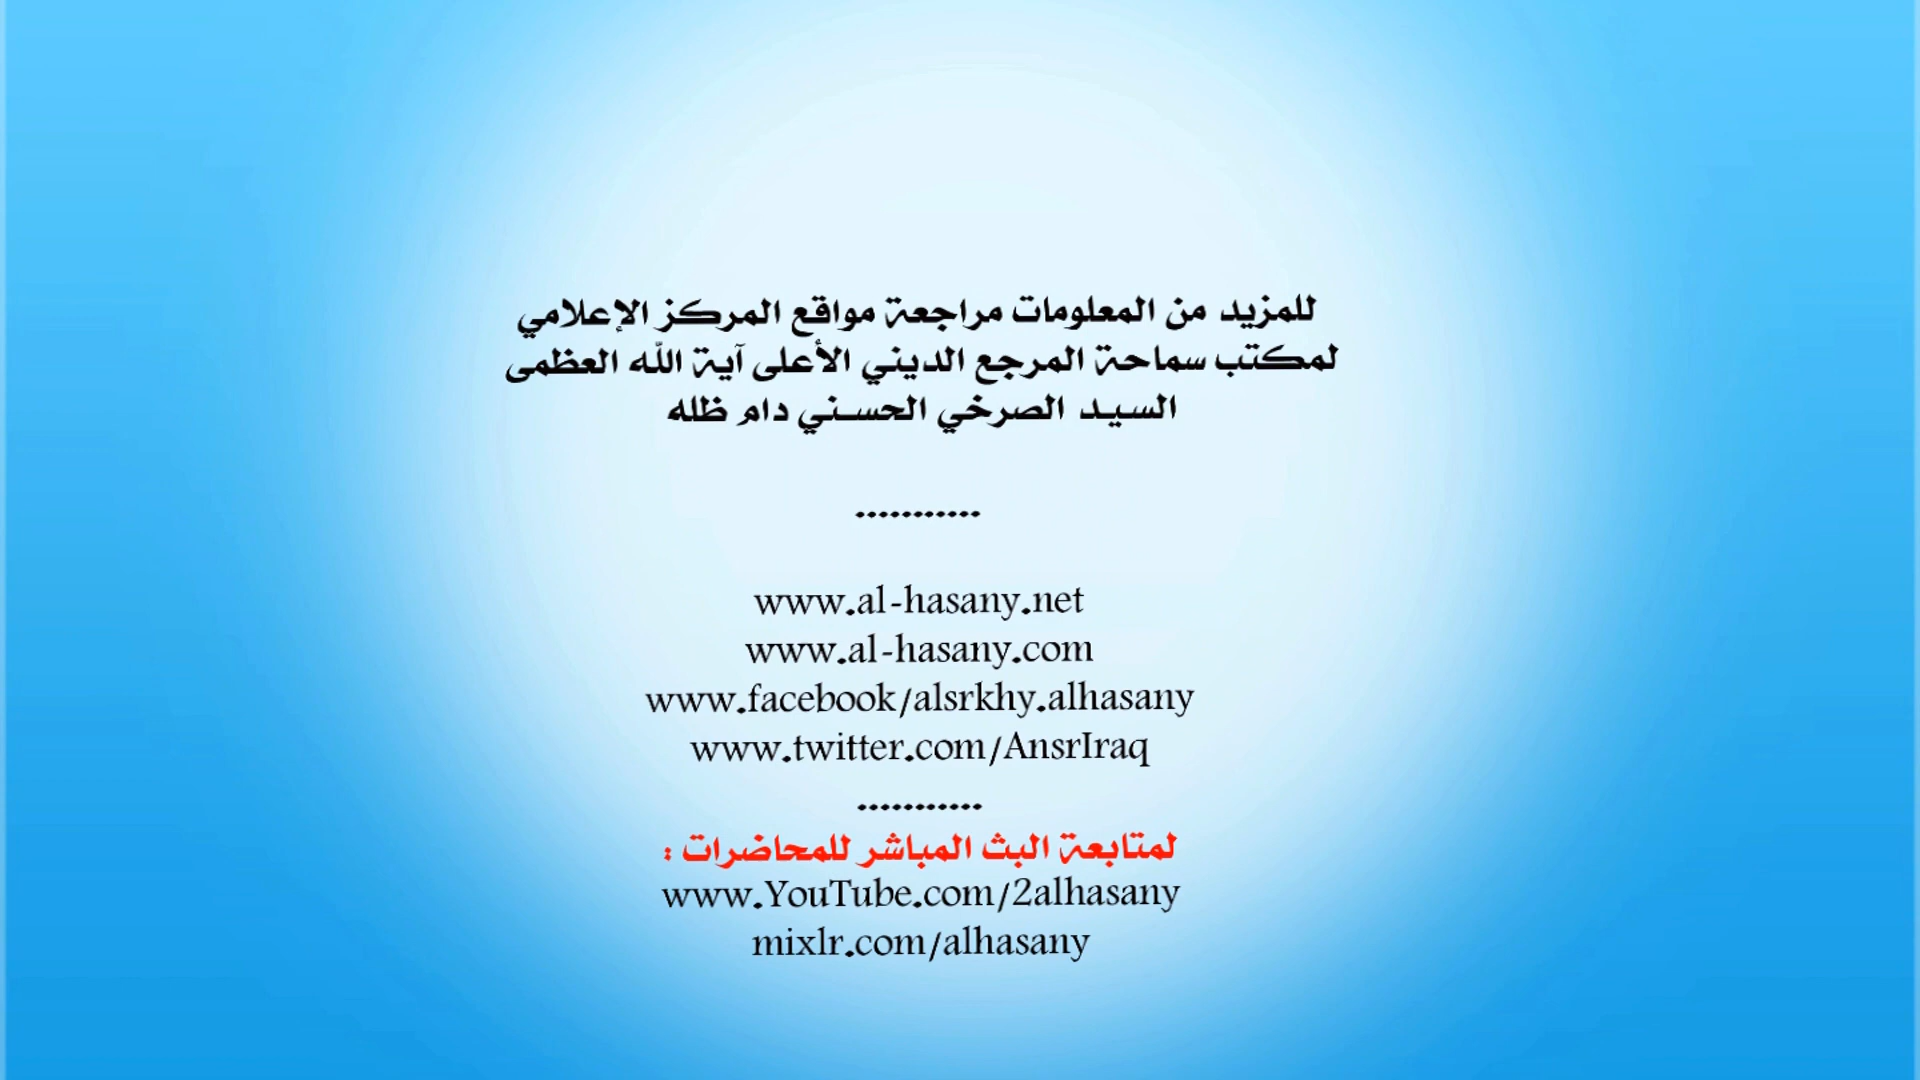 للمزيد من المعلومات مراجعة مواقع المركز الإعلامي
لمكتب سماحة المرجع الديني الأعلى آية الله العظمى
السيد الصرخي الحسني دام ظله
...........
www.al-hasany.net
www.al-hasany.com
www.facebook/alsrkhy.alhasany
www.twitter.com/AnsrIraq
...........
لمتابعة البث المباشر للمحاضرات :
www.YouTube.com/2alhasany
mixlr.com/alhasany